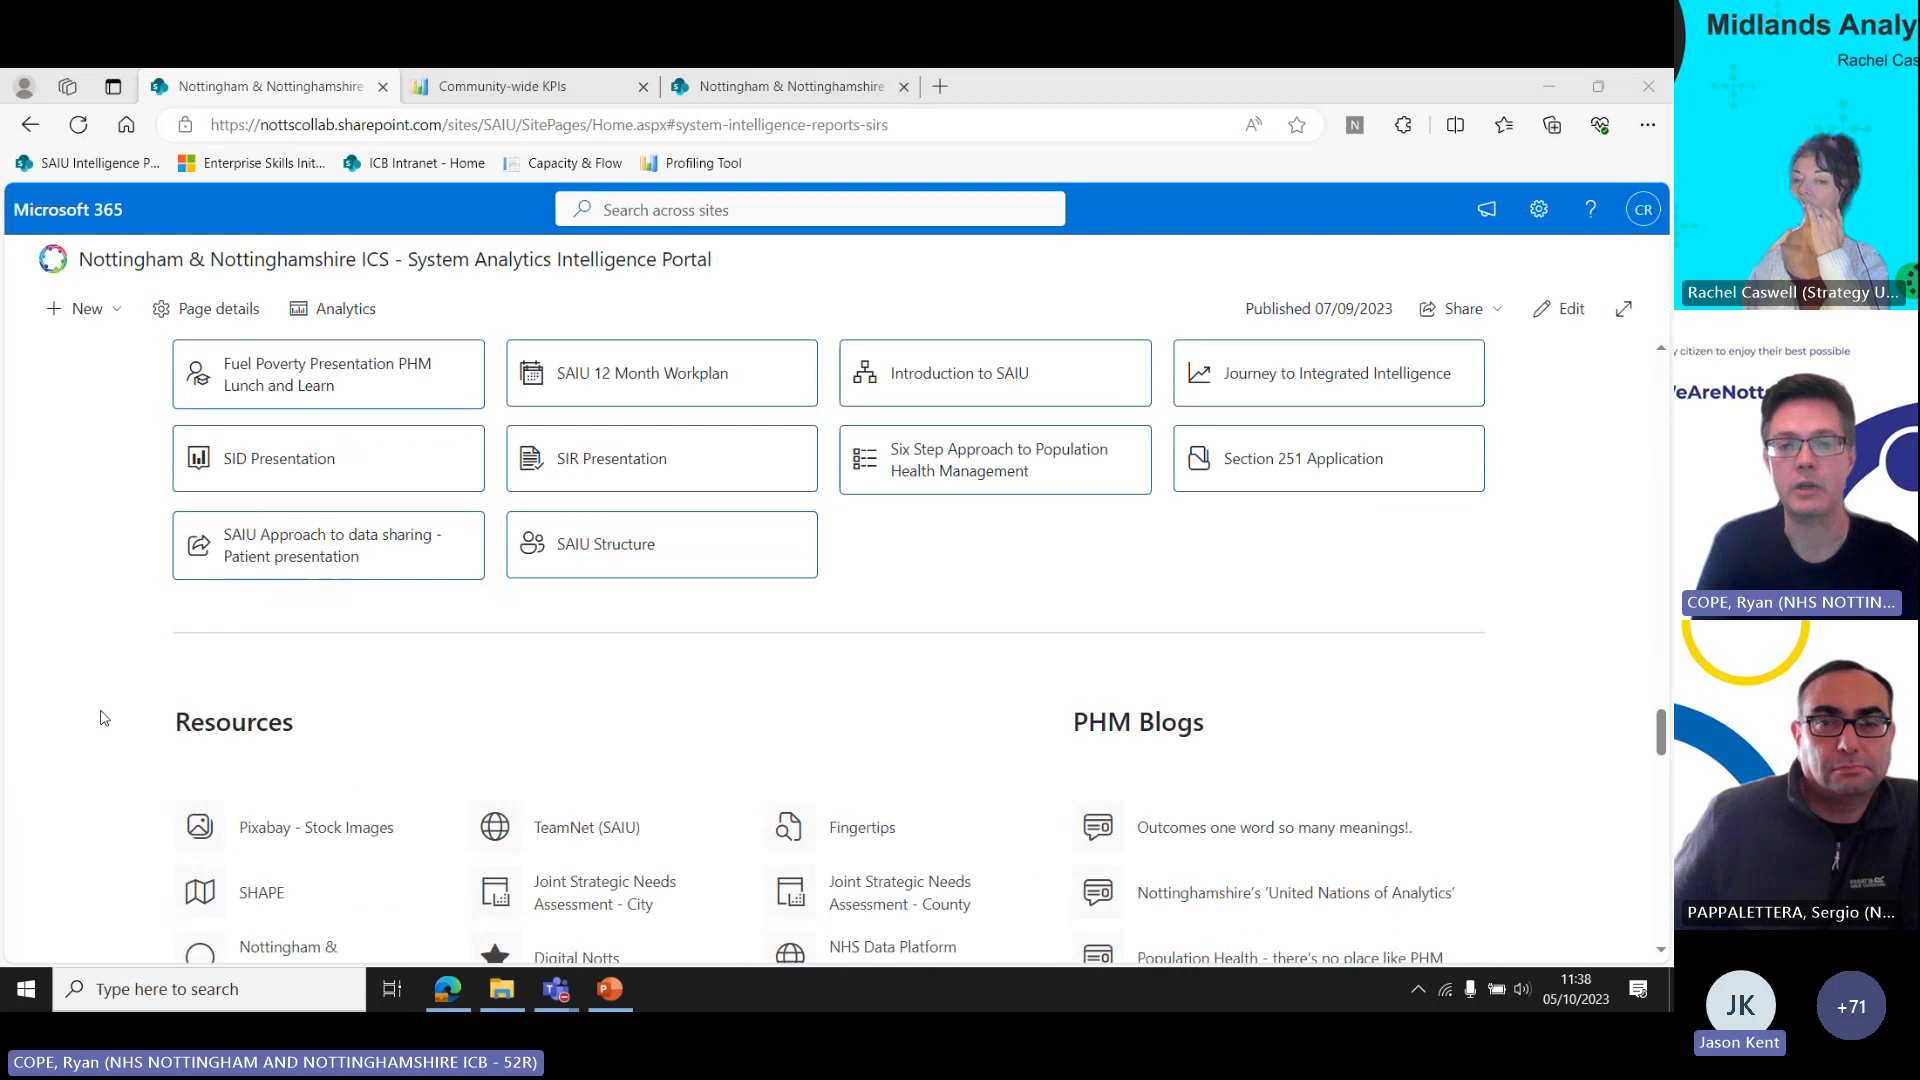 Midlands Analy
Rachel Cas
Nottingham & Nottinghamshire
Community-wide KPIs
Nottingham & Nottinghamshire
https://nottscollab.sharepoint.com/sites/SAIU/SitePages/Home.aspx#system-intelligence-reports-sirs
SAIU Intelligence P...
Enterprise Skills Init...
ICB Intranet - Home
Capacity & Flow
Profiling Tool
Microsoft 365
Search across sites
CR
Nottingham & Nottinghamshire ICS - System Analytics Intelligence Portal
New
Page details
Analytics
Published 07/09/2023
Share
Edit
Fuel Poverty Presentation PHM
Lunch and Learn
SAIU 12 Month Workplan
Introduction to SAIU
Journey to Integrated Intelligence
SID Presentation
SIR Presentation
Six Step Approach to Population
Health Management
Section 251 Application
SAIU Approach to data sharing -
Patient presentation
SAIU Structure
Resources
PHM Blogs
Pixabay - Stock Images
TeamNet (SAIU)
Fingertips
Outcomes one word so many meanings!.
SHAPE
Joint Strategic Needs
Assessment - City
Joint Strategic Needs
Assessment - County
Nottinghamshire's ‘United Nations of Analytics’
Nottingham &
Digital Notts
NHS Data Platform
Population Health - there's no place like PHM
Type here to search
11:38
05/10/2023
Rachel Caswell (Strategy U...
y citizen to enjoy their best possible
VeAreNotts
COPE, Ryan (NHS NOTTIN...
PAPPALETTERA, Sergio (N...
JK
Jason Kent
+71
COPE, Ryan (NHS NOTTINGHAM AND NOTTINGHAMSHIRE ICB - 52R)